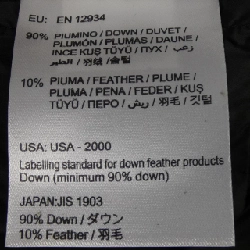 EU: EN 12934
90% PIUMINO / DOWN / DUVET /
PLUMÓN / PLUMAS / DAUNE /
İNCE KUŞ TÜYÜ / ПУХ / زغب
/ 羽绒 / 솜털
10% PIUMA / FEATHER / PLUME /
PLUMA / PENA / FEDER / KUŞ
TÜYÜ / ПЕРО / ريش / 羽毛 / 깃털
USA: USA - 2000
Labelling standard for down feather products
Down (minimum 90% down)
JAPAN:JIS 1903
90% Down / ダウン
10% Feather / 羽毛